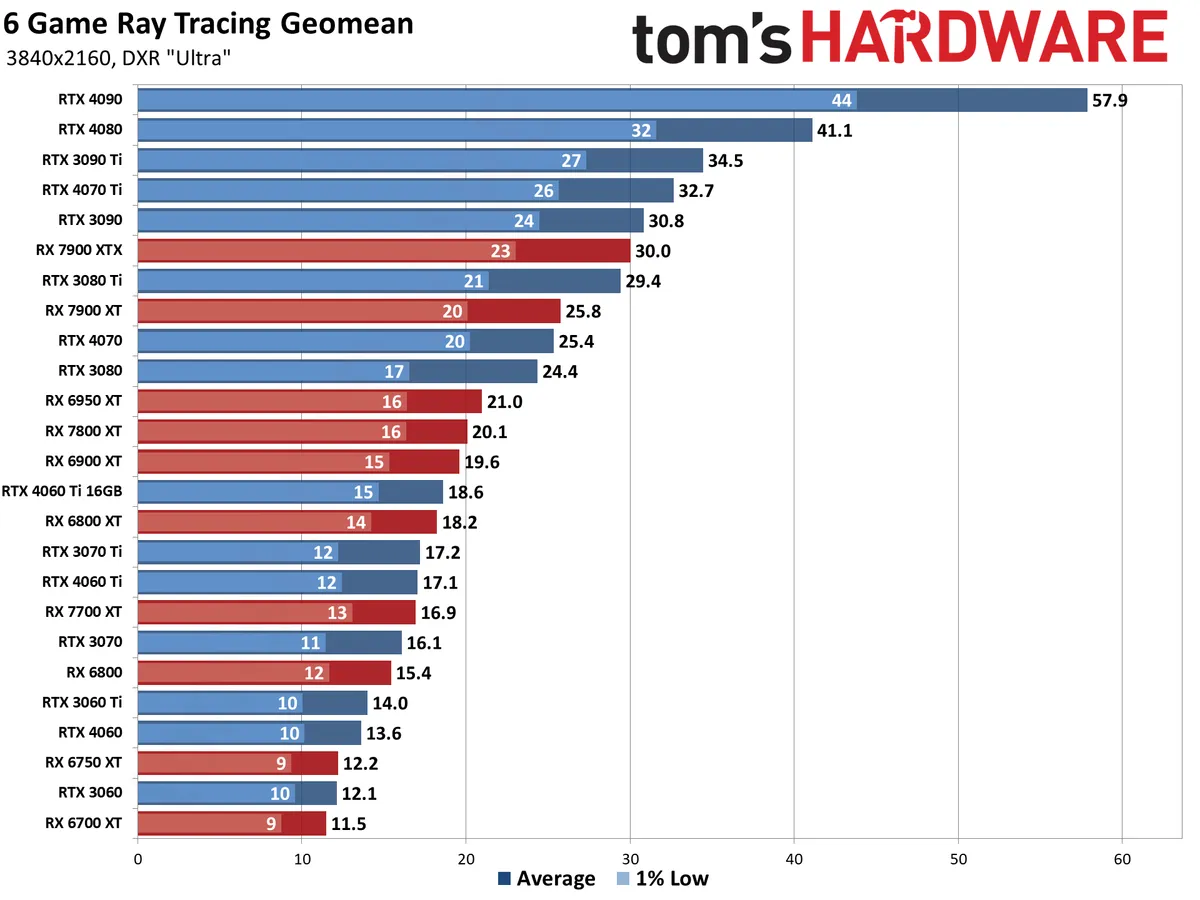 6 Game Ray Tracing Geomean
tom's HARDWARE
3840x2160, DXR "Ultra"
RTX 4090 44 57.9
RTX 4080 32 41.1
RTX 3090 Ti 27 34.5
RTX 4070 Ti 26 32.7
RTX 3090 24 30.8
RX 7900 XTX 23 30.0
RTX 3080 Ti 21 29.4
RX 7900 XT 20 25.8
RTX 4070 20 25.4
RTX 3080 17 24.4
RX 6950 XT 16 21.0
RX 7800 XT 16 20.1
RX 6900 XT 15 19.6
RTX 4060 Ti 16GB 15 18.6
RX 6800 XT 14 18.2
RTX 3070 Ti 12 17.2
RTX 4060 Ti 12 17.1
RX 7700 XT 13 16.9
RTX 3070 11 16.1
RX 6800 12 15.4
RTX 3060 Ti 10 14.0
RTX 4060 10 13.6
RX 6750 XT 9 12.2
RTX 3060 10 12.1
RX 6700 XT 9 11.5
0 10 20 30 40 50 60
Average 1% Low